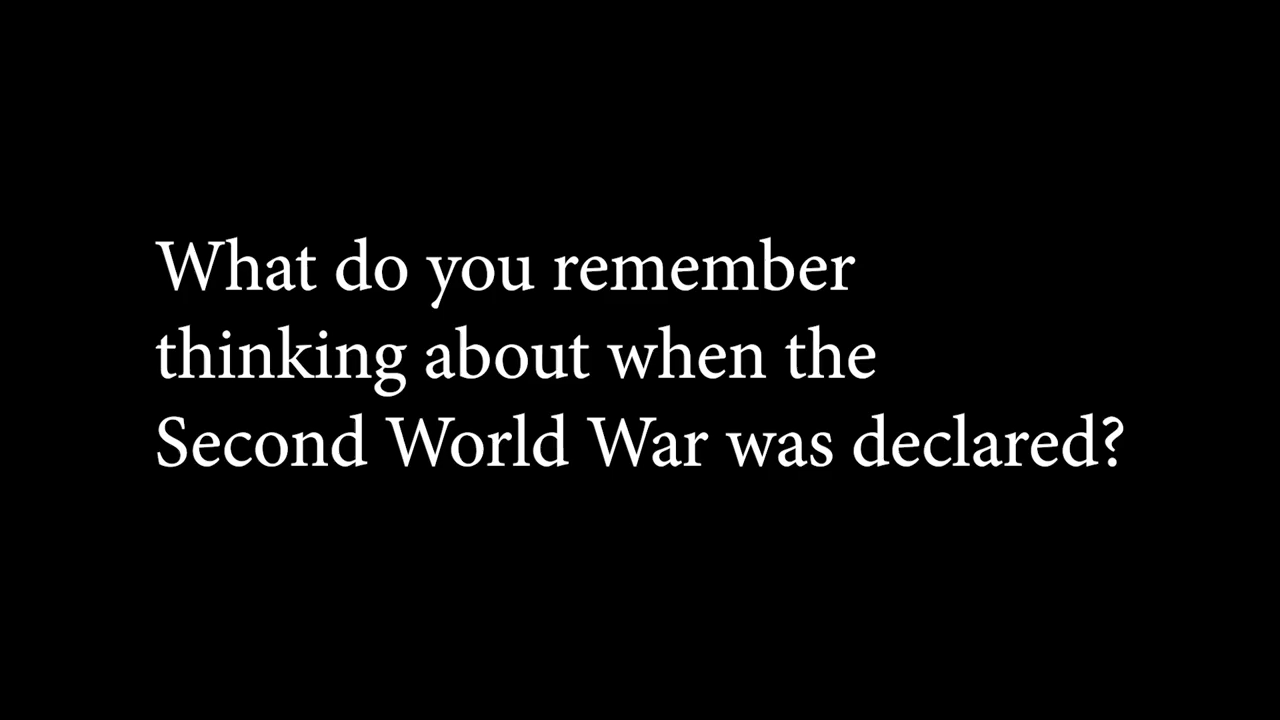 What do you remember
thinking about when the
Second World War was declared?